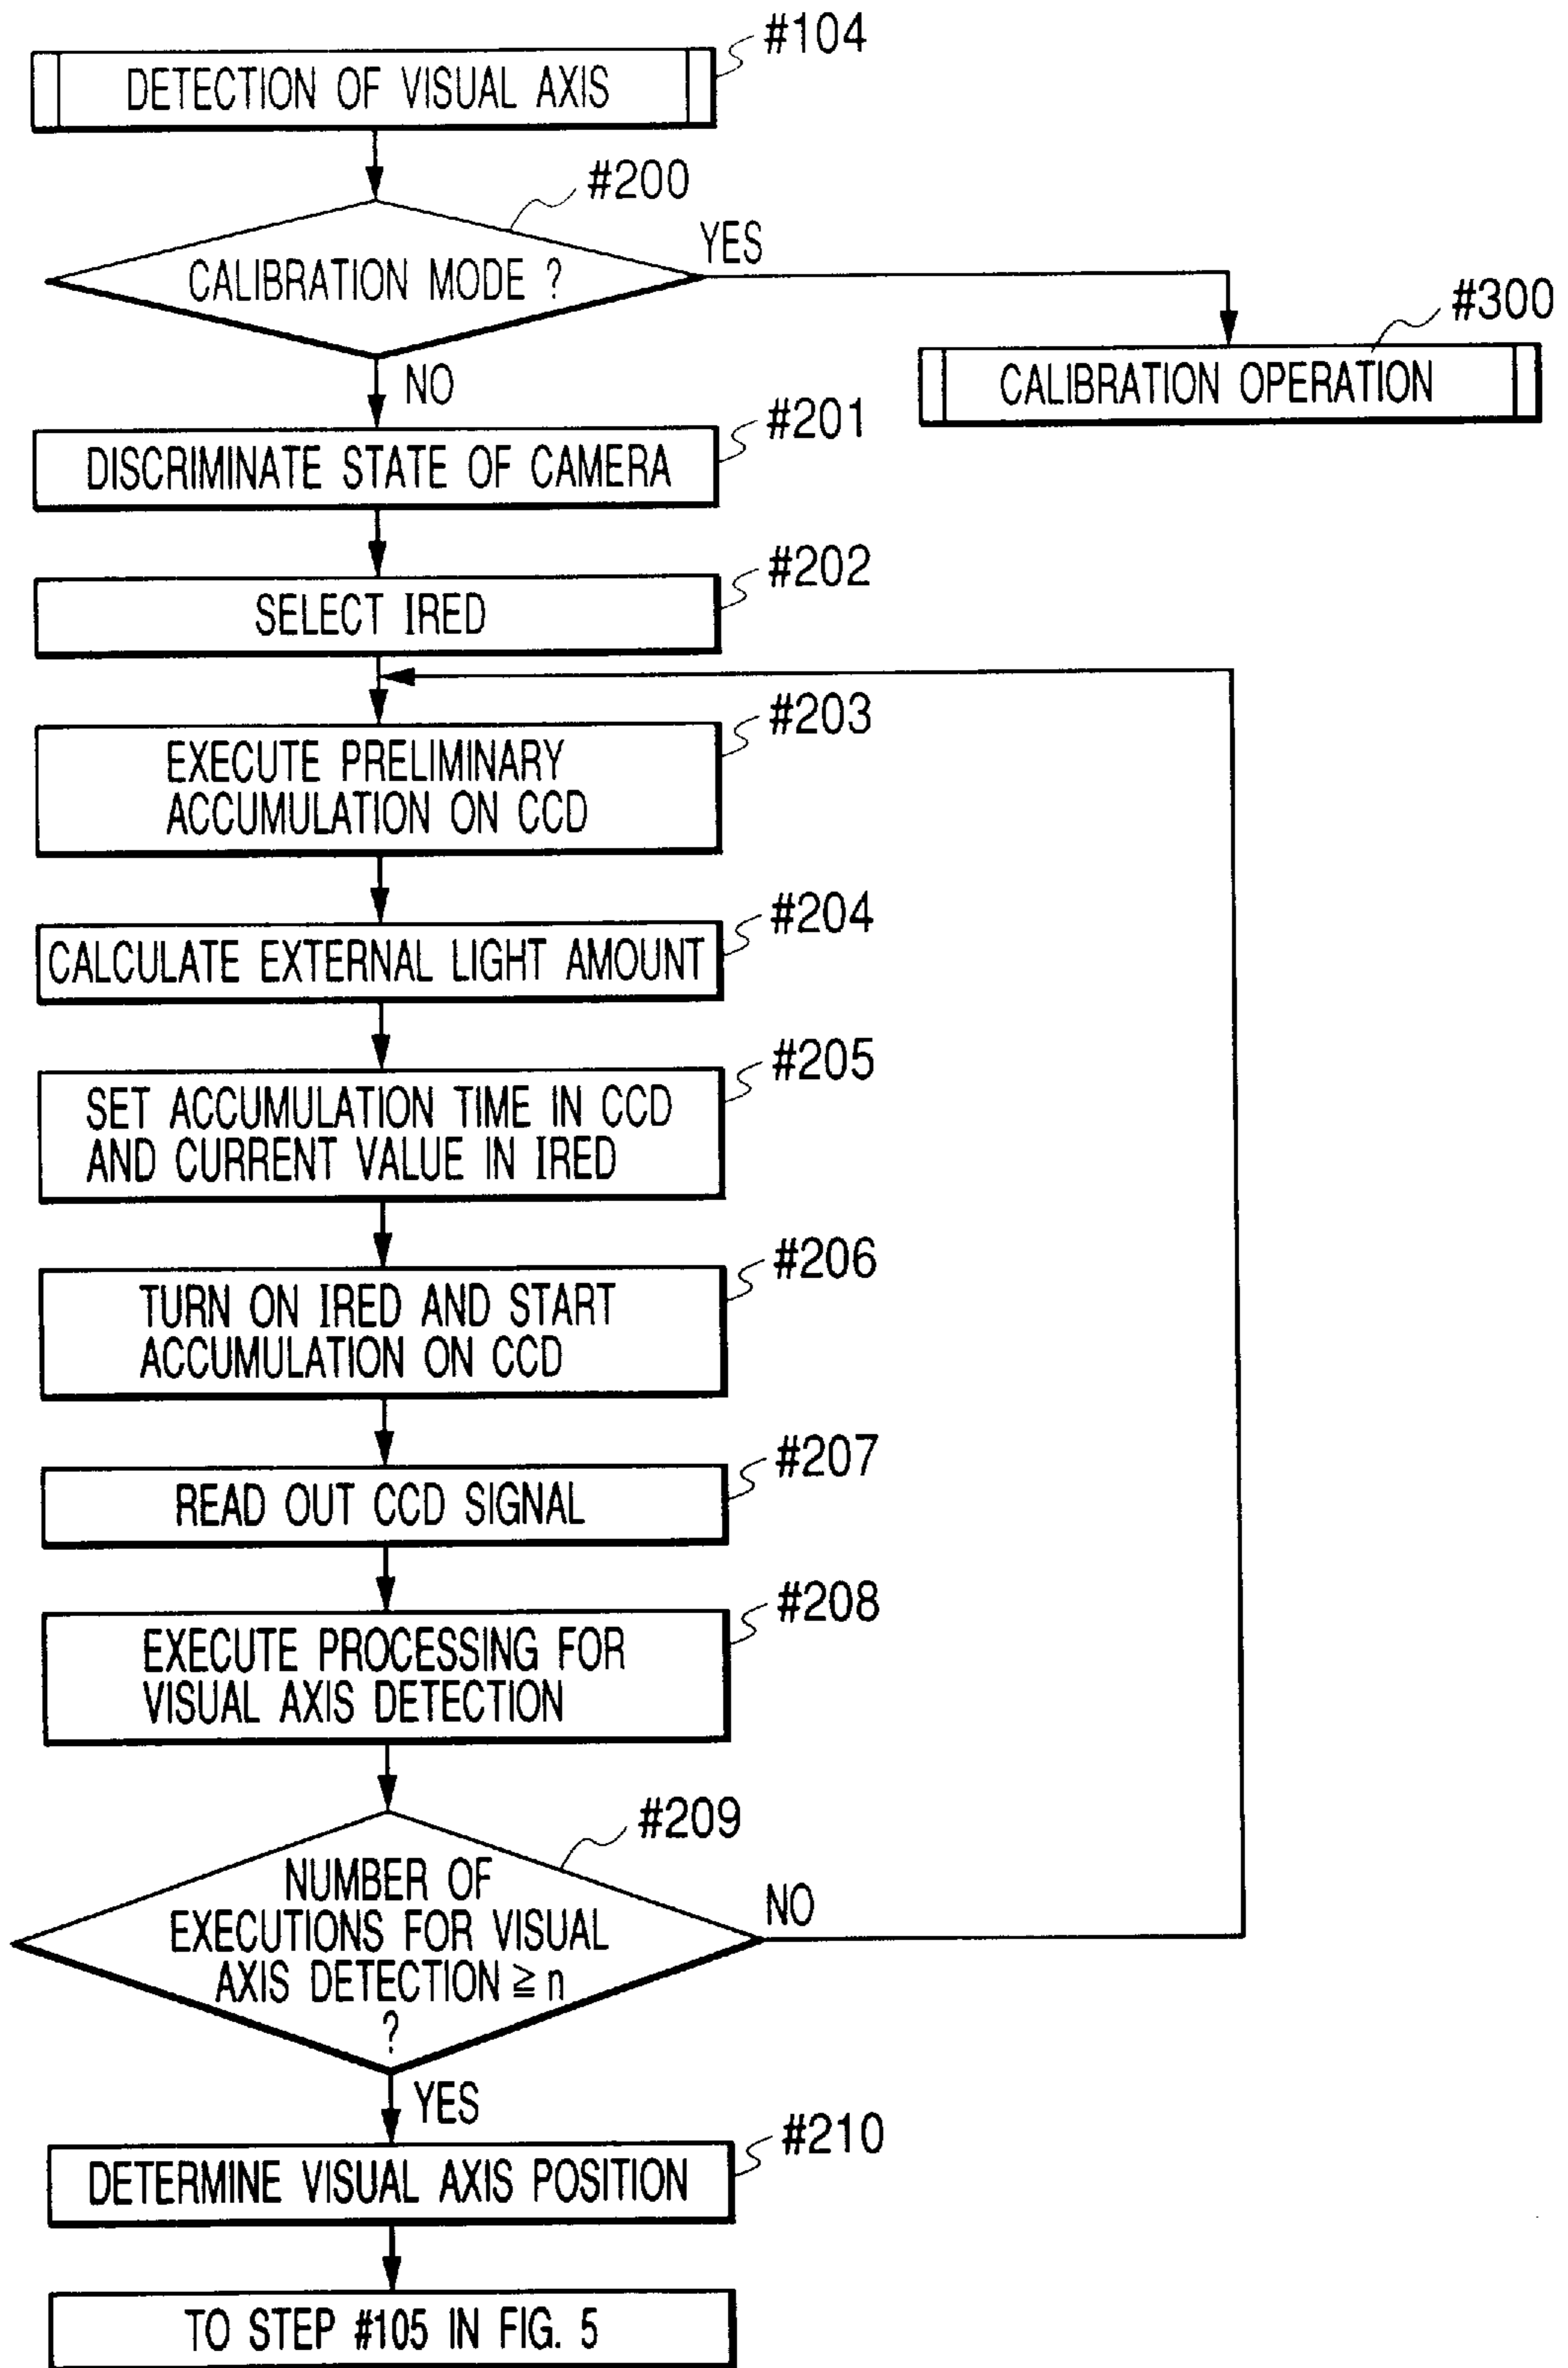 #104
DETECTION OF VISUAL AXIS
#200
CALIBRATION MODE ?
YES
#300
CALIBRATION OPERATION
NO
#201
DISCRIMINATE STATE OF CAMERA
#202
SELECT IRED
#203
EXECUTE PRELIMINARY
ACCUMULATION ON CCD
#204
CALCULATE EXTERNAL LIGHT AMOUNT
#205
SET ACCUMULATION TIME IN CCD
AND CURRENT VALUE IN IRED
#206
TURN ON IRED AND START
ACCUMULATION ON CCD
#207
READ OUT CCD SIGNAL
#208
EXECUTE PROCESSING FOR
VISUAL AXIS DETECTION
#209
NUMBER OF
EXECUTIONS FOR VISUAL
AXIS DETECTION ≧ n
?
NO
YES
#210
DETERMINE VISUAL AXIS POSITION
TO STEP #105 IN FIG. 5